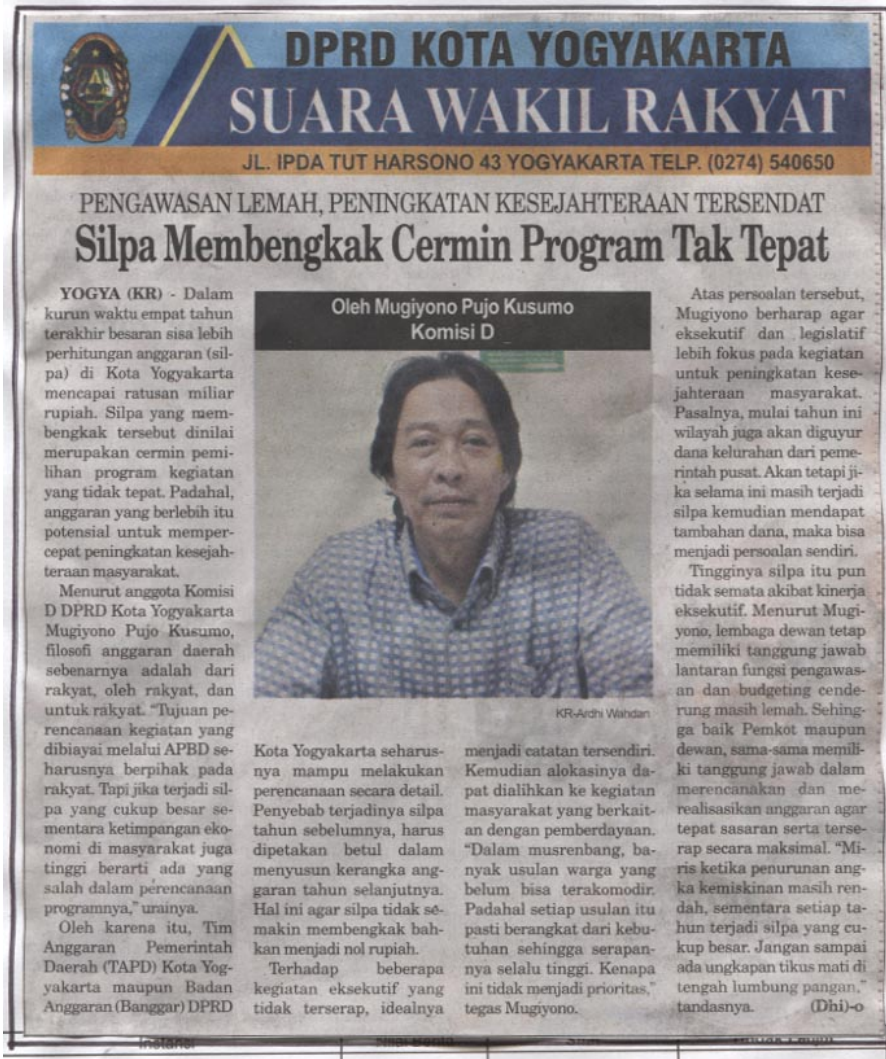 DPRD KOTA YOGYAKARTA
SUARA WAKIL RAKYAT
JL. IPDA TUT HARSONO 43 YOGYAKARTA TELP. (0274) 540650
PENGAWASAN LEMAH, PENINGKATAN KESEJAHTERAAN TERSENDAT
Silpa Membengkak Cermin Program Tak Tepat
YOGYA (KR) - Dalam
kurun waktu empat tahun
terakhir besaran sisa lebih
perhitungan anggaran (sil-
pa) di Kota Yogyakarta
mencapai ratusan miliar
rupiah. Silpa yang mem-
bengkak tersebut dinilai
merupakan cermin pemi-
lihan program kegiatan
yang tidak tepat. Padahal,
anggaran yang berlebih itu
potensial untuk memper-
cepat peningkatan kesejah-
teraan masyarakat.
Menurut anggota Komisi
D DPRD Kota Yogyakarta
Mugiyono Pujo Kusumo,
filosofi anggaran daerah
sebenarnya adalah dari
rakyat, oleh rakyat, dan
untuk rakyat. "Tujuan pe-
rencanaan kegiatan yang
dibiayai melalui APBD se-
harusnya berpihak pada
rakyat. Tapi jika terjadi sil-
pa yang cukup besar se-
mentara ketimpangan eko-
nomi di masyarakat juga
tinggi berarti ada yang
salah dalam perencanaan
programnya," urainya.
Oleh karena itu, Tim
Anggaran Pemerintah
Daerah (TAPD) Kota Yog-
yakarta maupun Badan
Anggaran (Banggar) DPRD
Oleh Mugiyono Pujo Kusumo
Komisi D
KR-Ardhi Wahdan
Kota Yogyakarta seharus-
nya mampu melakukan
perencanaan secara detail.
Penyebab terjadinya silpa
tahun sebelumnya, harus
dipetakan betul dalam
menyusun kerangka ang-
garan tahun selanjutnya.
Hal ini agar silpa tidak se-
makin membengkak bah-
kan menjadi nol rupiah.
Terhadap beberapa
kegiatan eksekutif yang
tidak terserap, idealnya
menjadi catatan tersendiri.
Kemudian alokasinya da-
pat dialihkan ke kegiatan
masyarakat yang berkait-
an dengan pemberdayaan.
"Dalam musrenbang, ba-
nyak usulan warga yang
belum bisa terakomodir.
Padahal setiap usulan itu
pasti berangkat dari kebu-
tuhan sehingga serapan-
nya selalu tinggi. Kenapa
ini tidak menjadi prioritas,"
tegas Mugiyono.
Atas persoalan tersebut,
Mugiyono berharap agar
eksekutif dan legislatif
lebih fokus pada kegiatan
untuk peningkatan kese-
jahteraan masyarakat.
Pasalnya, mulai tahun ini
wilayah juga akan diguyur
dana kelurahan dari peme-
rintah pusat. Akan tetapi ji-
ka selama ini masih terjadi
silpa kemudian mendapat
tambahan dana, maka bisa
menjadi persoalan sendiri.
Tingginya silpa itu pun
tidak semata akibat kinerja
eksekutif. Menurut Mugi-
yono, lembaga dewan tetap
memiliki tanggung jawab
lantaran fungsi pengawas-
an dan budgeting cende-
rung masih lemah. Sehing-
ga baik Pemkot maupun
dewan, sama-sama memili-
ki tanggung jawab dalam
merencanakan dan me-
realisasikan anggaran agar
tepat sasaran serta terse-
rap secara maksimal. "Mi-
ris ketika penurunan ang-
ka kemiskinan masih ren-
dah, sementara setiap ta-
hun terjadi silpa yang cu-
kup besar. Jangan sampai
ada ungkapan tikus mati di
tengah lumbung pangan,"
tandasnya. (Dhi)-o